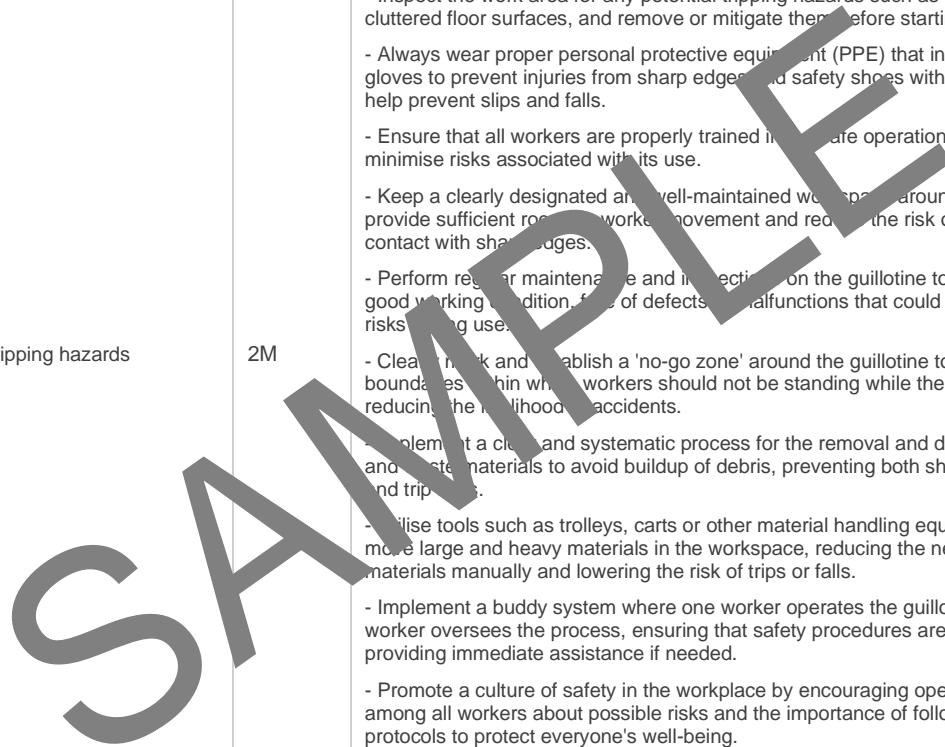 cluttered floor surfaces, and remove or mitigate them before starti
- Always wear proper personal protective equipment (PPE) that in
gloves to prevent injuries from sharp edges and safety shoes with
help prevent slips and falls.
- Ensure that all workers are properly trained in safe operation
minimise risks associated with its use.
- Keep a clearly designated and well-maintained workspace aroun
provide sufficient room worker movement and reduce the risk o
contact with sharp edges.
- Perform regular maintenance and inspections on the guillotine to
good working condition, free of defects malfunctions that could
risks during use.
ipping hazards
2M
- Clearly mark and establish a 'no-go zone' around the guillotine to
boundaries within which workers should not be standing while the
reducing the likelihood accidents.
- Implement a clear and systematic process for the removal and d
and waste materials to avoid buildup of debris, preventing both sh
and trip
- Utilise tools such as trolleys, carts or other material handling equ
move large and heavy materials in the workspace, reducing the ne
materials manually and lowering the risk of trips or falls.
- Implement a buddy system where one worker operates the guillo
worker oversees the process, ensuring that safety procedures are
providing immediate assistance if needed.
- Promote a culture of safety in the workplace by encouraging ope
among all workers about possible risks and the importance of follo
protocols to protect everyone's well-being.
SAMPLE